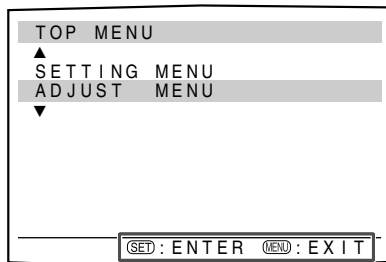 TOP MENU
▲
SETTING MENU
ADJUST MENU
▼
SET : ENTER MENU : EXIT